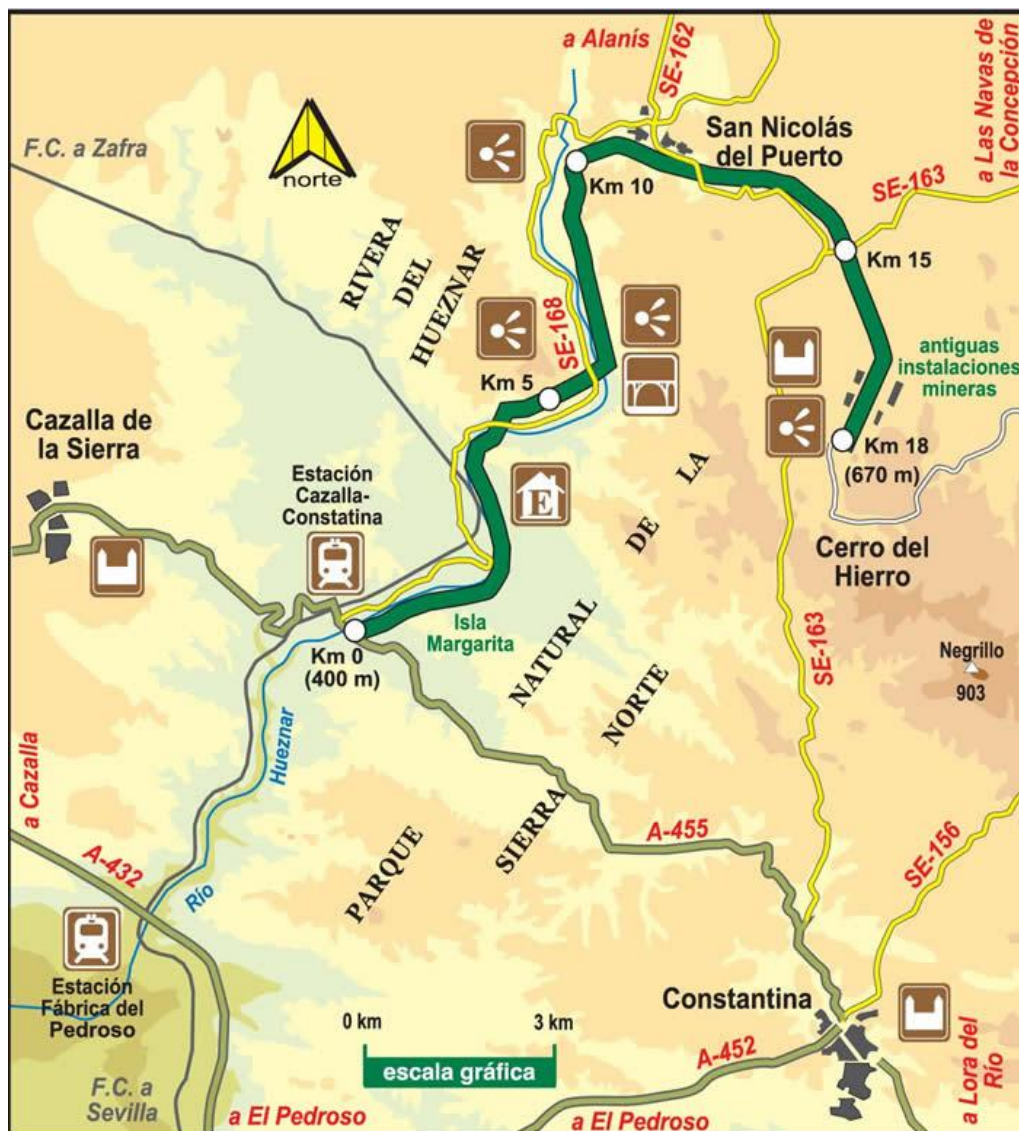 a Alanís
SE-162
a Las Navas de
la Concepción
F.C. a Zafra
norte
San Nicolás
del Puerto
SE-163
Km 10
Km 15
RIVERA
DEL
HUEZNAR
SE-168
Km 5
antiguas
instalaciones
mineras
Cazalla de
la Sierra
Estación
Cazalla-
Constatina
E
Km 18
(670 m)
Cerro del
Hierro
Isla
Margarita
Km 0
(400 m)
PARQUE
NATURAL
DE
LA
SIERRA
NORTE
SE-163
Negrillo
903
Hueznar
Río
a Cazalla
A-432
A-455
SE-156
Estación
Fábrica del
Pedroso
Constantina
0 km
3 km
escala gráfica
A-452
a Lora del
Río
F.C. a
Sevilla
a El Pedroso
a El Pedroso